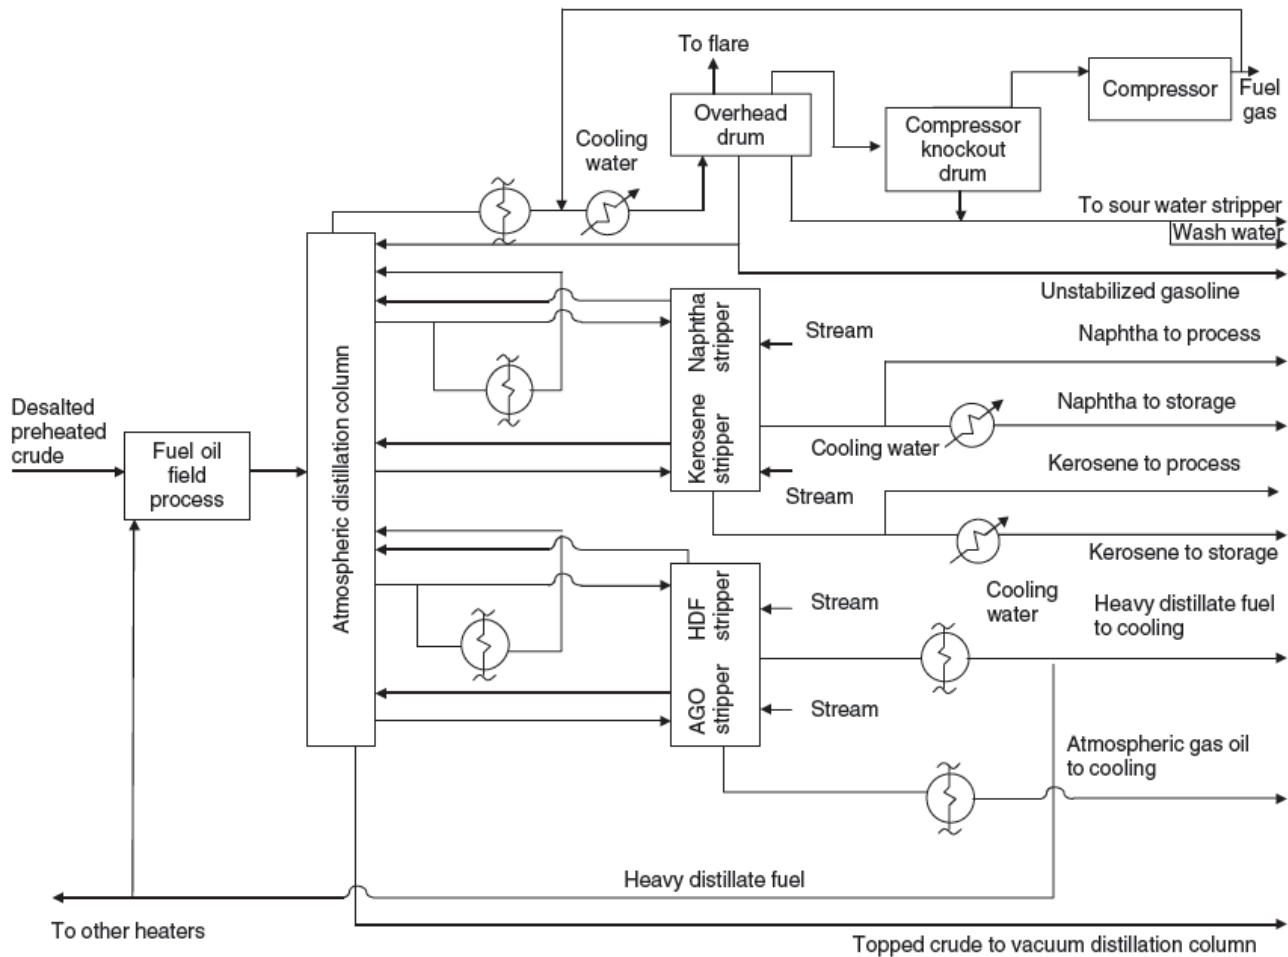 To flare
Overhead
drum
Compressor
Fuel
gas
Compressor
knockout
drum
Cooling
water
To sour water stripper
Wash water
Unstabilized gasoline
Naphtha
stripper
Stream
Naphtha to process
Atmospheric distillation column
Desalted
preheated
crude
Fuel oil
field
process
Kerosene
stripper
Naphtha to storage
Cooling water
Kerosene to process
Stream
Kerosene to storage
HDF
stripper
Stream
Cooling
water
Heavy distillate fuel
to cooling
AGO
stripper
Stream
Atmospheric gas oil
to cooling
Heavy distillate fuel
To other heaters
Topped crude to vacuum distillation column